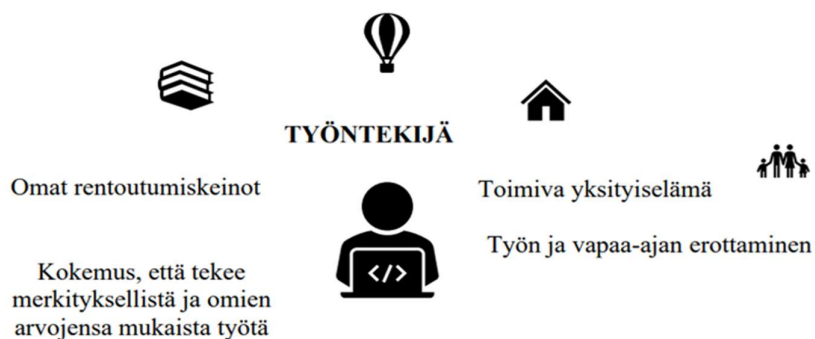 TYÖNTEKIJÄ
Omat rentoutumiskeinot
Toimiva yksityiselämä
Työn ja vapaa-ajan erottaminen
</>
Kokemus, että tekee
merkityksellistä ja omien
arvojensa mukaista työtä